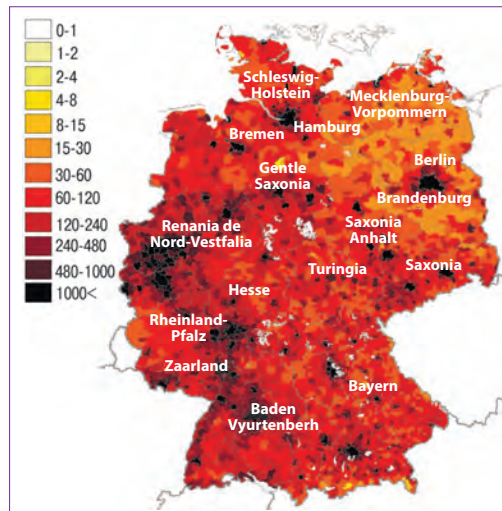 0-1
1-2
2-4
4-8
8-15
15-30
30-60
60-120
120-240
240-480
480-1000
1000<
Schleswig-
Holstein
Mecklenburg-
Vorpommern
Hamburg
Bremen
Berlin
Gentle
Saxonia
Brandenburg
Renania de
Nord-Vestfalia
Saxonia
Anhalt
Turingia
Saxonia
Hesse
Rheinland-
Pfalz
Zaarland
Bayern
Baden
Vyurtenberh